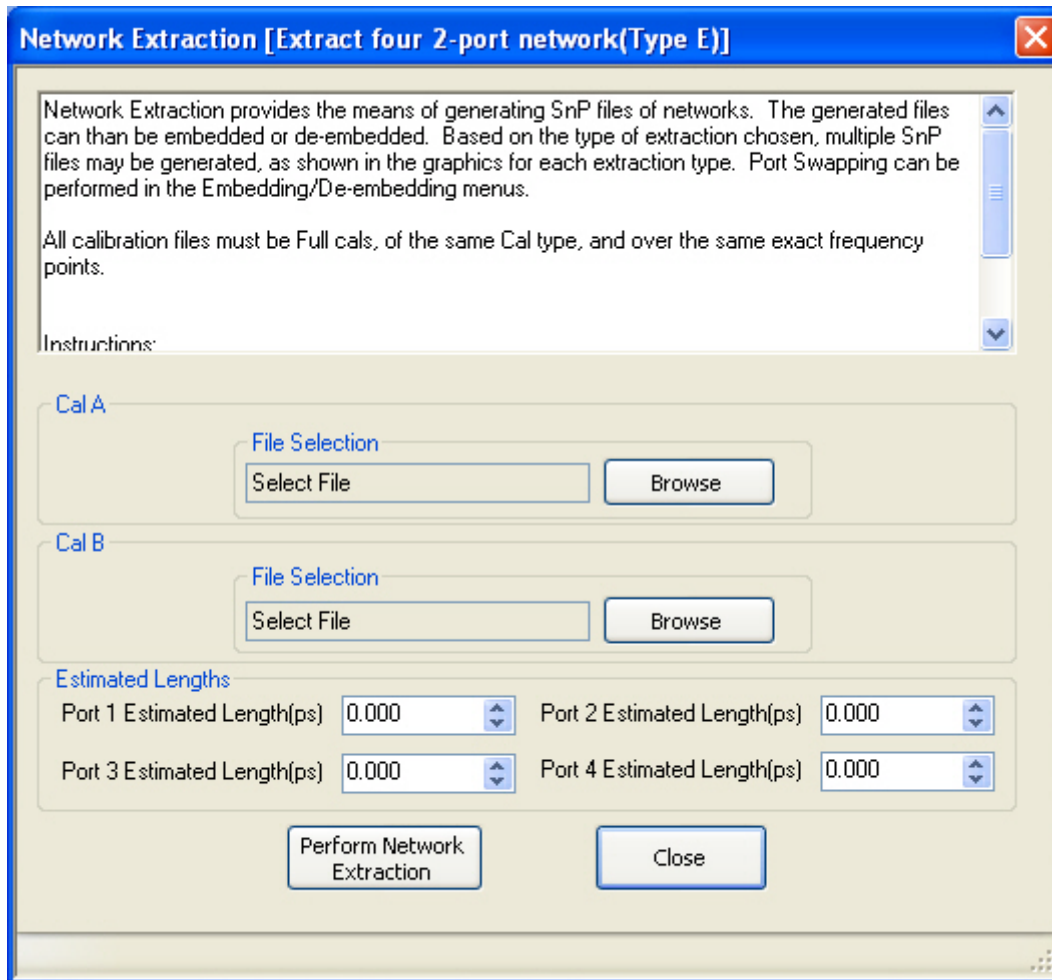 Network Extraction [Extract four 2-port network(Type E)]
Network Extraction provides the means of generating SnP files of networks. The generated files
can than be embedded or de-embedded. Based on the type of extraction chosen, multiple SnP
files may be generated, as shown in the graphics for each extraction type. Port Swapping can be
performed in the Embedding/De-embedding menus.
All calibration files must be Full cals, of the same Cal type, and over the same exact frequency
points.
Instructions:
Cal A
File Selection
Select File
Browse
Cal B
File Selection
Select File
Browse
Estimated Lengths
Port 1 Estimated Length(ps) 0.000 Port 2 Estimated Length(ps) 0.000
Port 3 Estimated Length(ps) 0.000 Port 4 Estimated Length(ps) 0.000
Perform Network
Extraction
Close